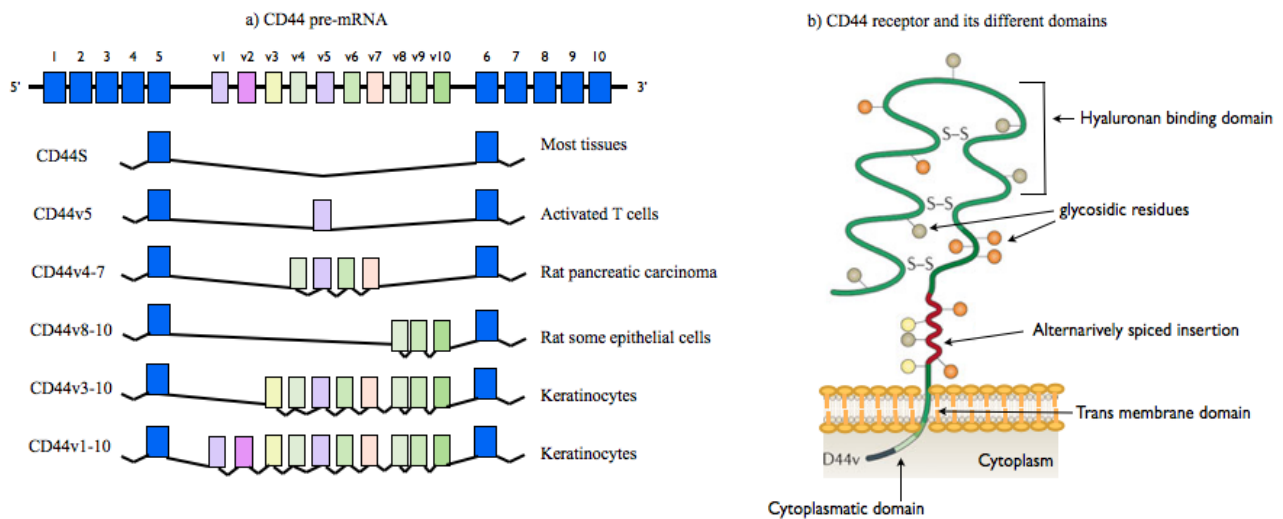 a) CD44 pre-mRNA
1 2 3 4 5 v1 v2 v3 v4 v5 v6 v7 v8 v9 v10 6 7 8 9 10
5' 3'
CD44S Most tissues
CD44v5 Activated T cells
CD44v4-7 Rat pancreatic carcinoma
CD44v8-10 Rat some epithelial cells
CD44v3-10 Keratinocytes
CD44v1-10 Keratinocytes
b) CD44 receptor and its different domains
S–S
Hyaluronan binding domain
S–S
glycosidic residues
S–S
Alternarively spiced insertion
Trans membrane domain
D44v
Cytoplasm
Cytoplasmatic domain